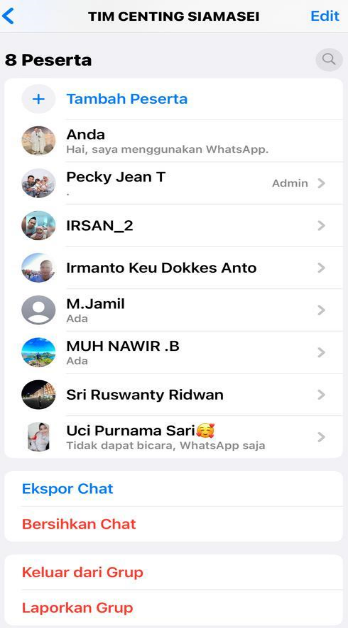 TIM CENTING SIAMASEI
Edit
8 Peserta
Tambah Peserta
Anda
Hai, saya menggunakan WhatsApp.
Pecky Jean T
Admin
.
IRSAN_2
Irmanto Keu Dokkes Anto
M.Jamil
Ada
MUH NAWIR .B
Ada
Sri Ruswanty Ridwan
Uci Purnama Sari🥰
Tidak dapat bicara, WhatsApp saja
Ekspor Chat
Bersihkan Chat
Keluar dari Grup
Laporkan Grup